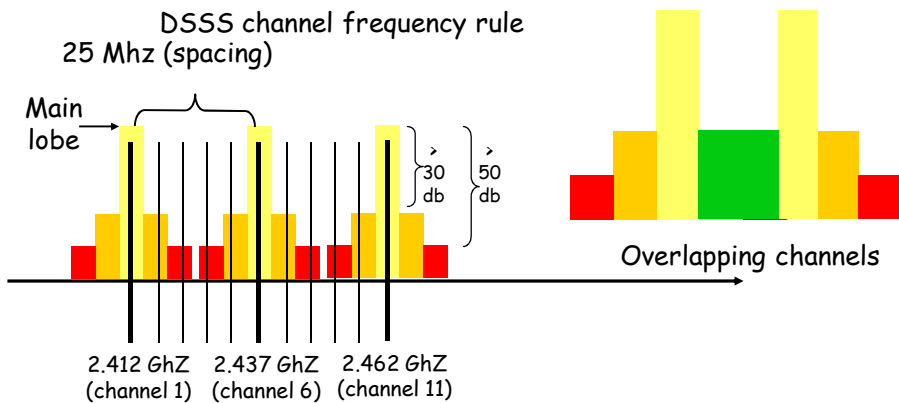 DSSS channel frequency rule
25 Mhz (spacing)
Main
lobe
>
30
db
>
50
db
Overlapping channels
2.412 GhZ
(channel 1)
2.437 GhZ
(channel 6)
2.462 GhZ
(channel 11)